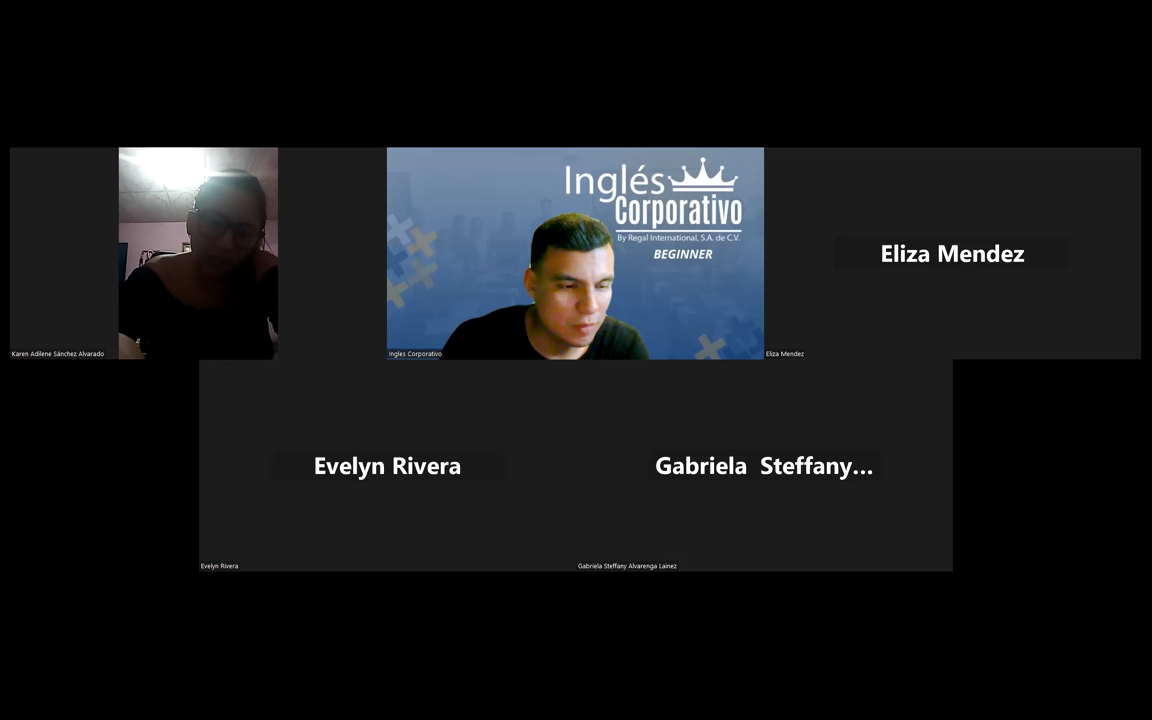 Inglés
Corporativo
By Regal International, S.A. de C.V.
BEGINNER
Eliza Mendez
Karen Adilene Sánchez Alvarado
Ingles Corporativo
Eliza Mendez
Evelyn Rivera
Gabriela Steffany...
Evelyn Rivera
Gabriela Steffany Alvarenga Lainez